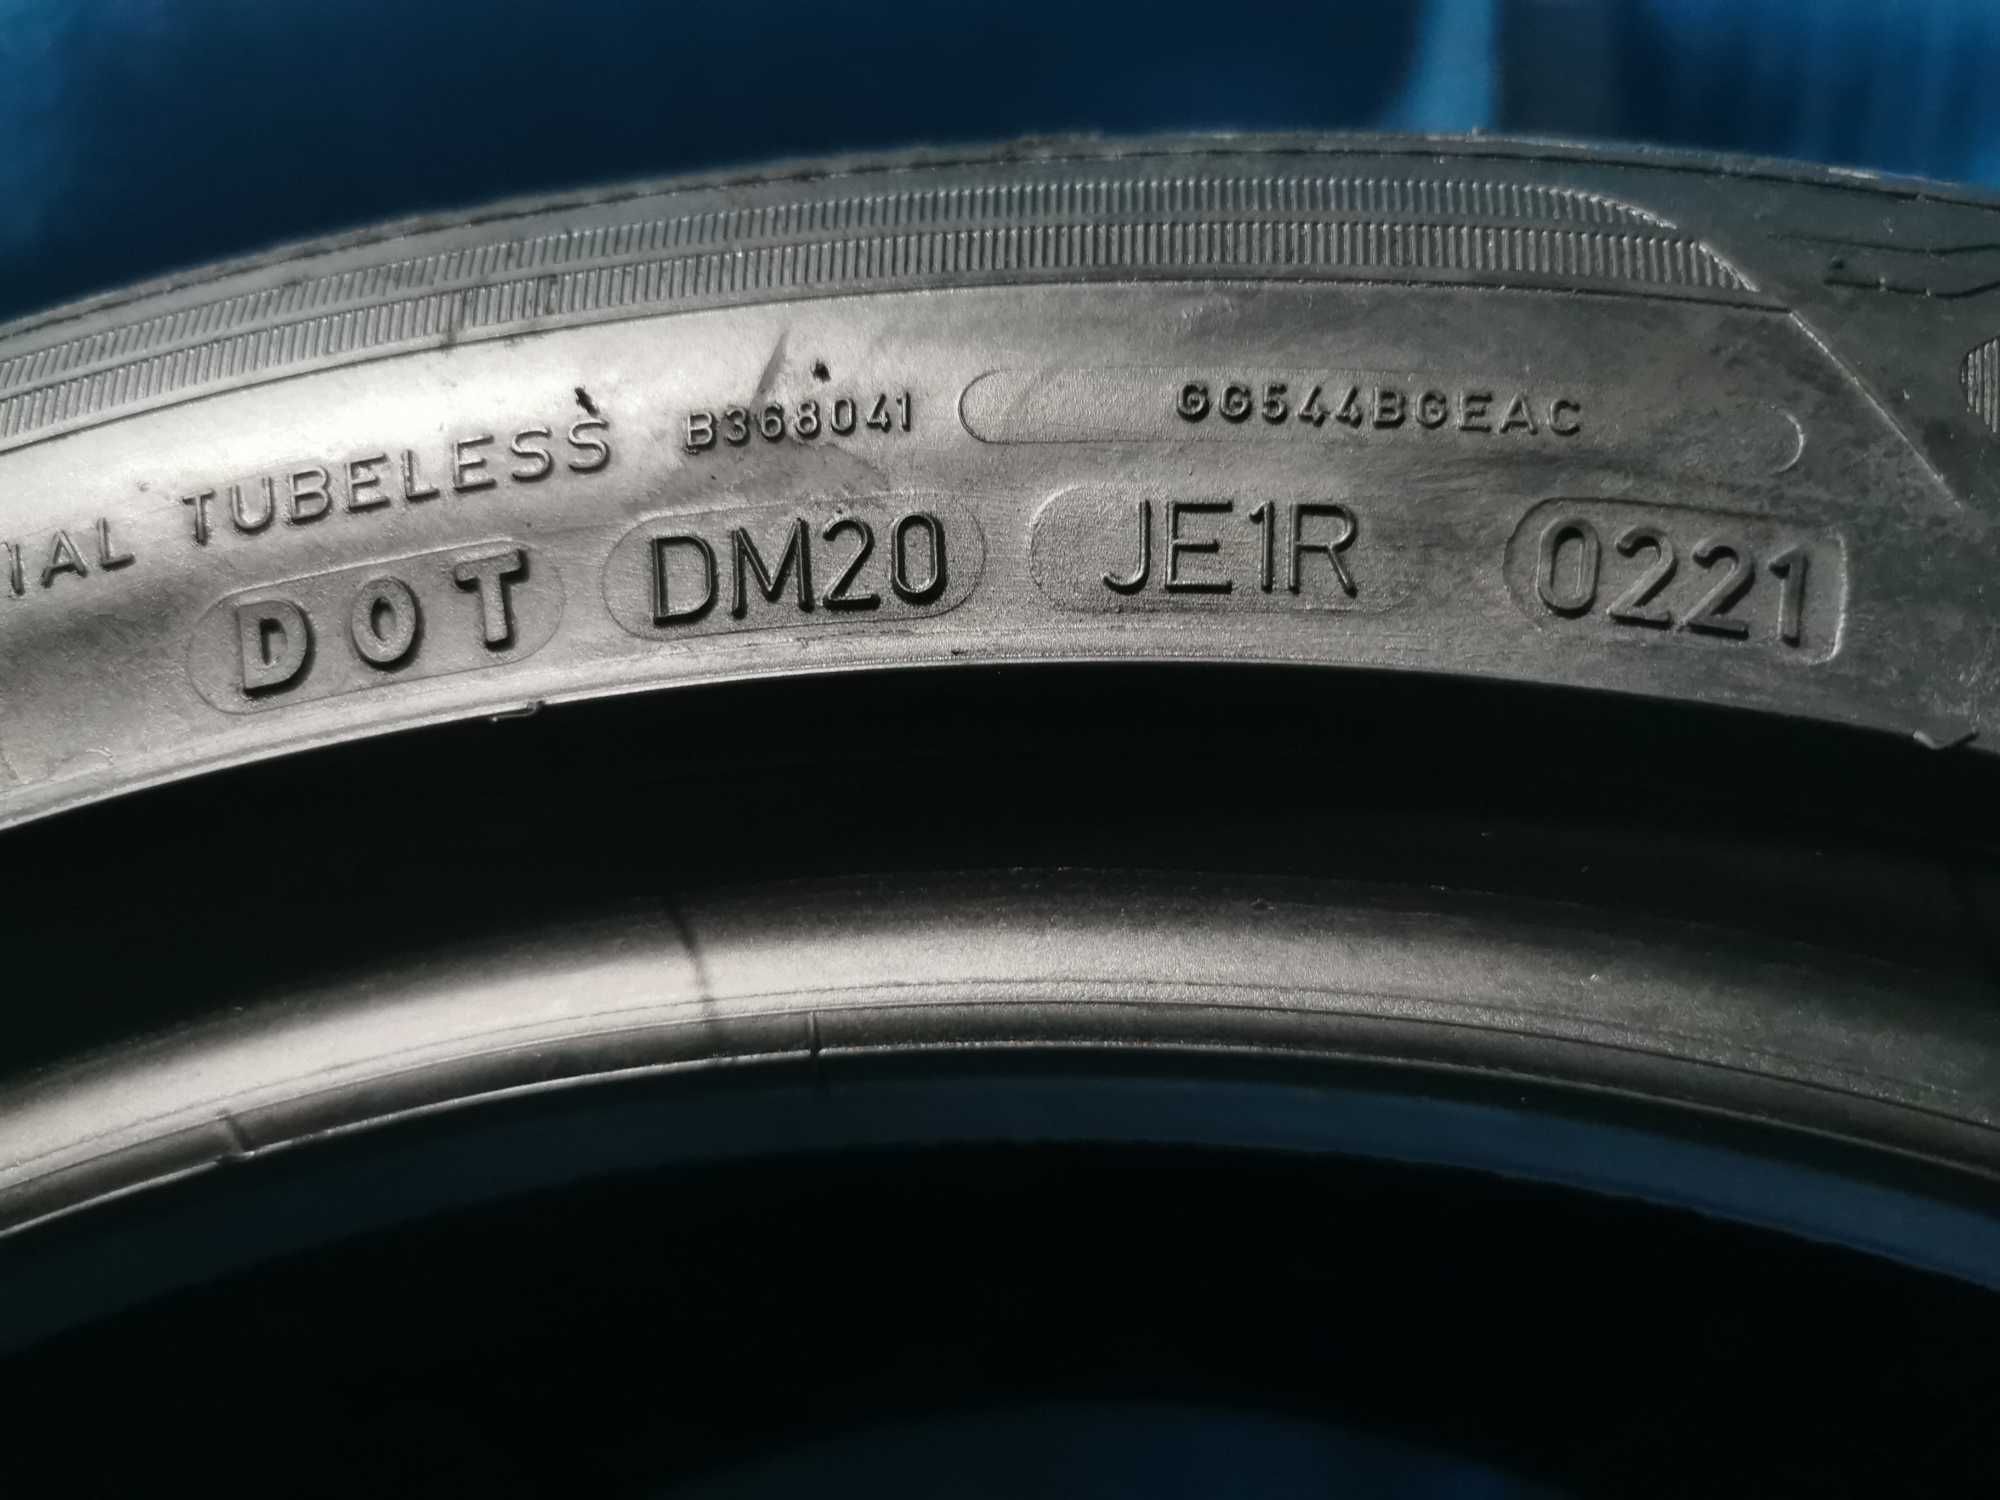 IAL TUBELESS B368041 GG544BGEAC
DOT DM20 JE1R 0221